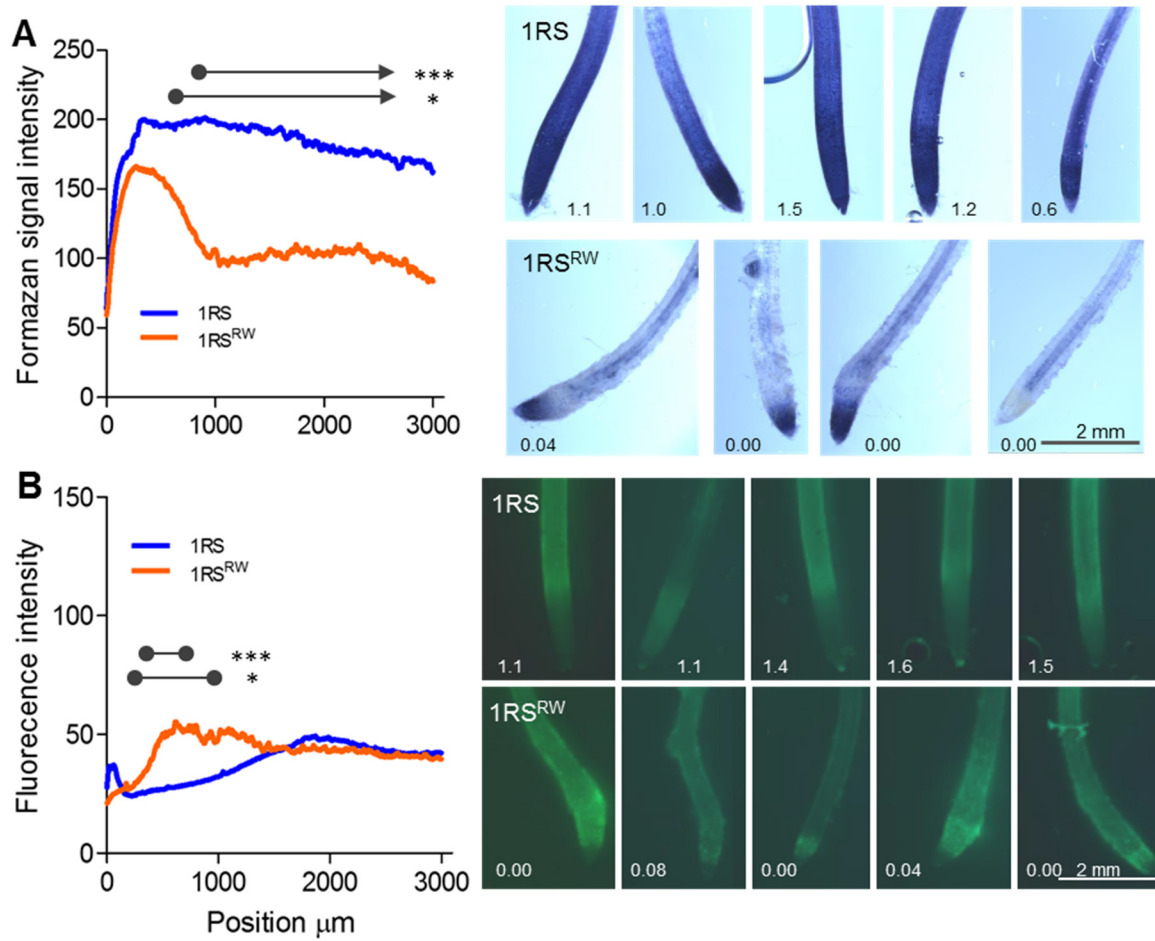 A
Formazan signal intensity
250
200
150
100
50
0
0 1000 2000 3000
***
*
1RS
1RS^RW
1RS
1.1
1.0
1.5
1.2
0.6
1RS^RW
0.04
0.00
0.00
0.00
2 mm
B
Fluorecence intensity
150
100
50
0
0 1000 2000 3000
1RS
1RS^RW
***
*
Position μm
1RS
1.1
1.1
1.4
1.6
1.5
1RS^RW
0.00
0.08
0.00
0.04
0.00
2 mm